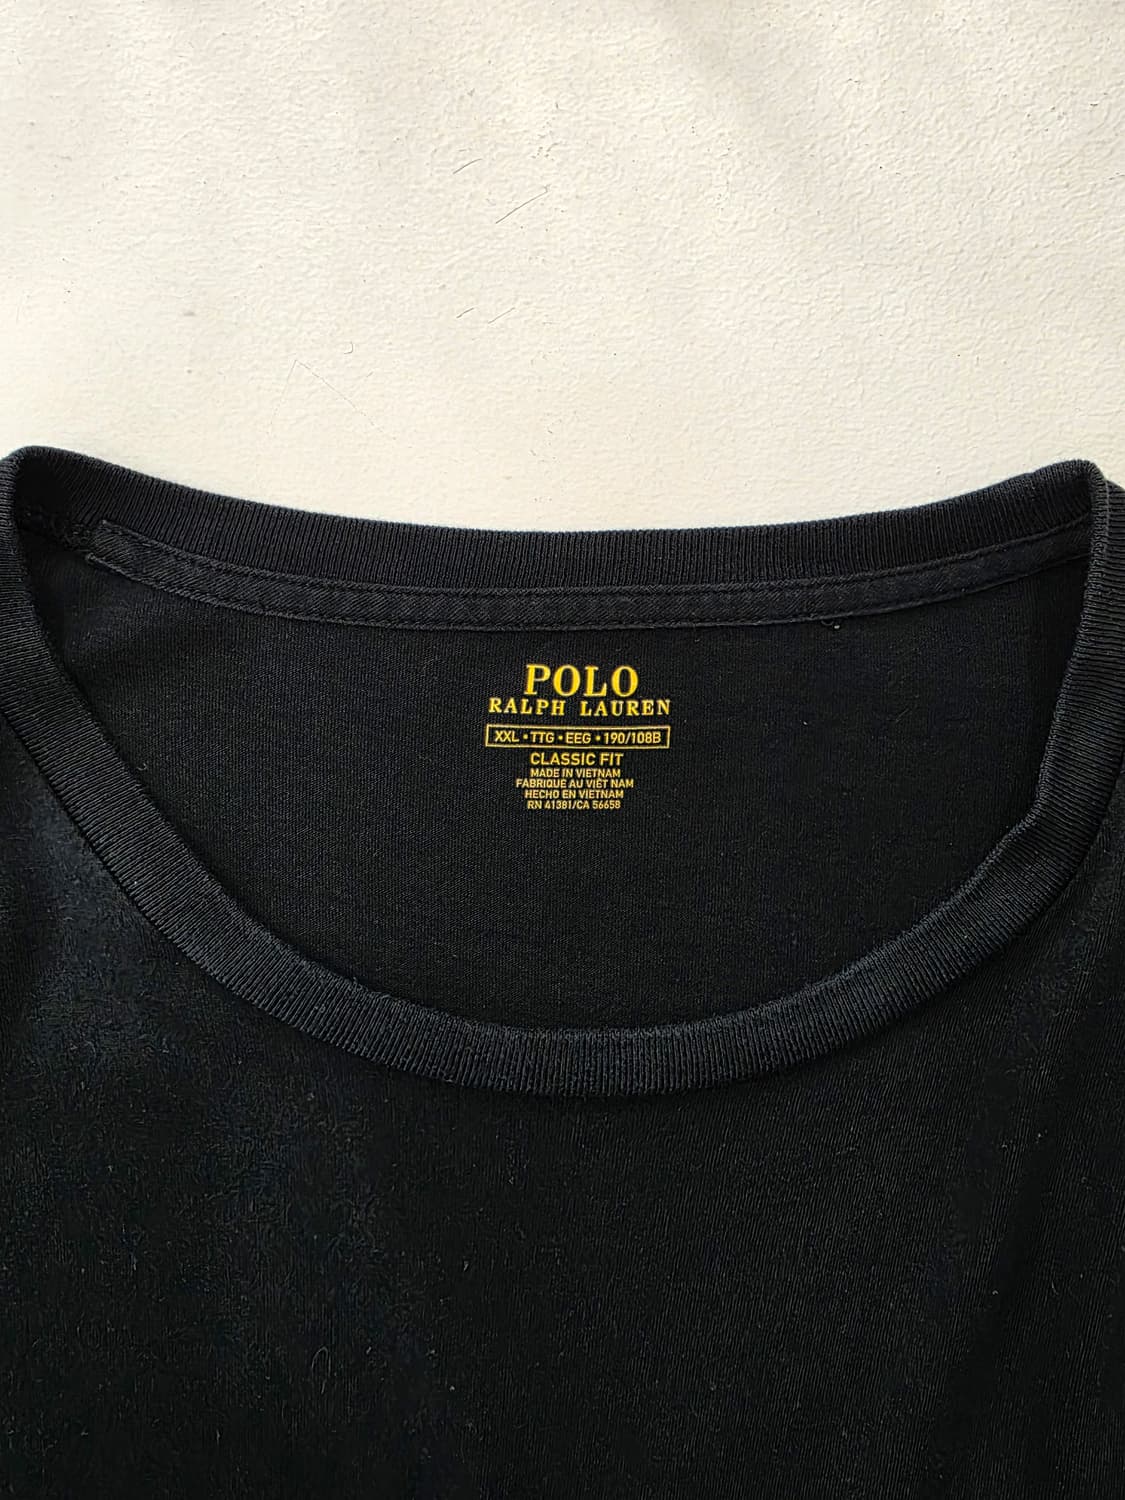 POLO
RALPH LAUREN
XXL • TTG • EEG • 190/108B
CLASSIC FIT
MADE IN VIETNAM
FABRIQUÉ AU VIÊT NAM
HECHO EN VIETNAM
RN 41381/CA 56658